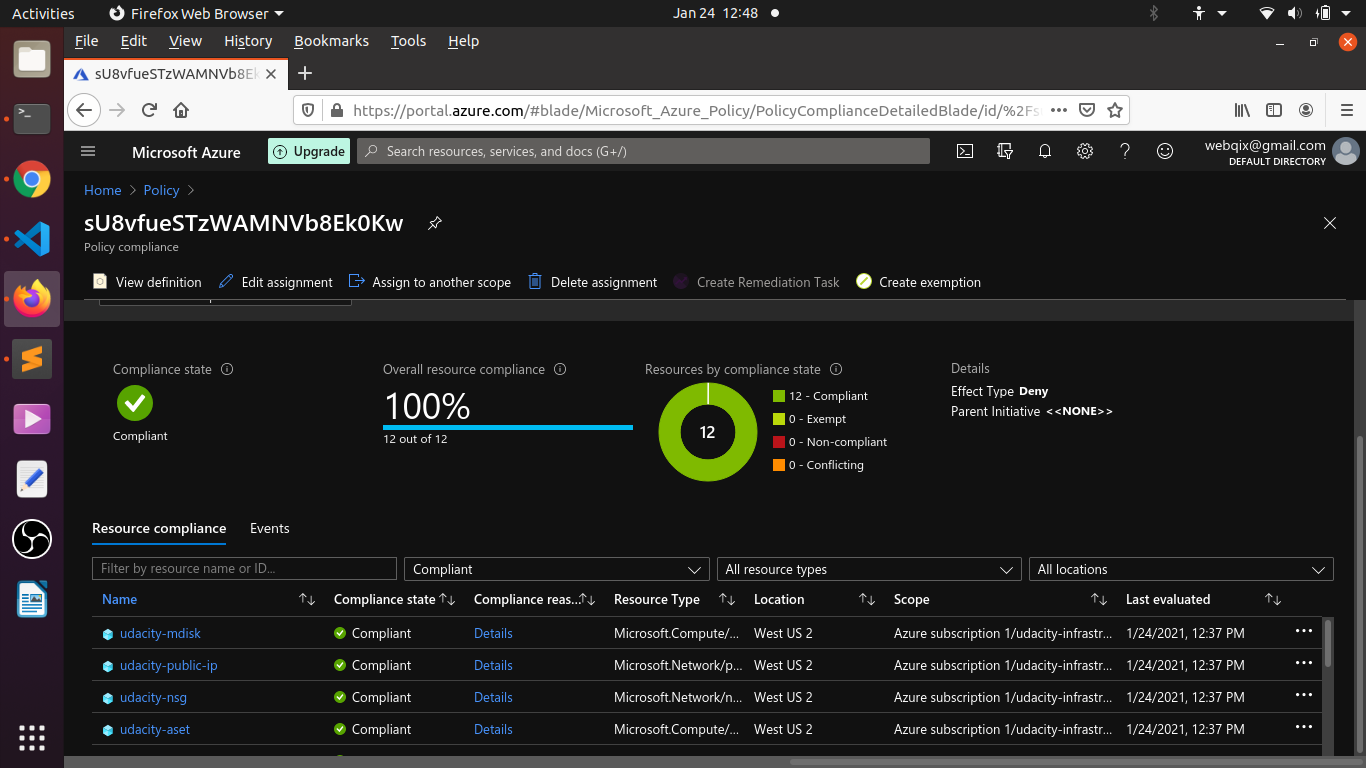 Activities Firefox Web Browser Jan 24 12:48
File Edit View History Bookmarks Tools Help
sU8vfueSTzWAMNVb8Ek
https://portal.azure.com/#blade/Microsoft_Azure_Policy/PolicyComplianceDetailedBlade/id/%2Fs
Microsoft Azure Upgrade Search resources, services, and docs (G+/) webqix@gmail.com
DEFAULT DIRECTORY
Home Policy
sU8vfueSTzWAMNVb8Ek0Kw
Policy compliance
View definition Edit assignment Assign to another scope Delete assignment Create Remediation Task Create exemption
Compliance state
Compliant
Overall resource compliance
100%
12 out of 12
Resources by compliance state
12
12 - Compliant
0 - Exempt
0 - Non-compliant
0 - Conflicting
Details
Effect Type Deny
Parent Initiative <<NONE>>
Resource compliance Events
Filter by resource name or ID... Compliant All resource types All locations
Name Compliance state Compliance reas... Resource Type Location Scope Last evaluated
udacity-mdisk Compliant Details Microsoft.Compute/... West US 2 Azure subscription 1/udacity-infrastr... 1/24/2021, 12:37 PM
udacity-public-ip Compliant Details Microsoft.Network/p... West US 2 Azure subscription 1/udacity-infrastr... 1/24/2021, 12:37 PM
udacity-nsg Compliant Details Microsoft.Network/n... West US 2 Azure subscription 1/udacity-infrastr... 1/24/2021, 12:37 PM
udacity-aset Compliant Details Microsoft.Compute/... West US 2 Azure subscription 1/udacity-infrastr... 1/24/2021, 12:37 PM